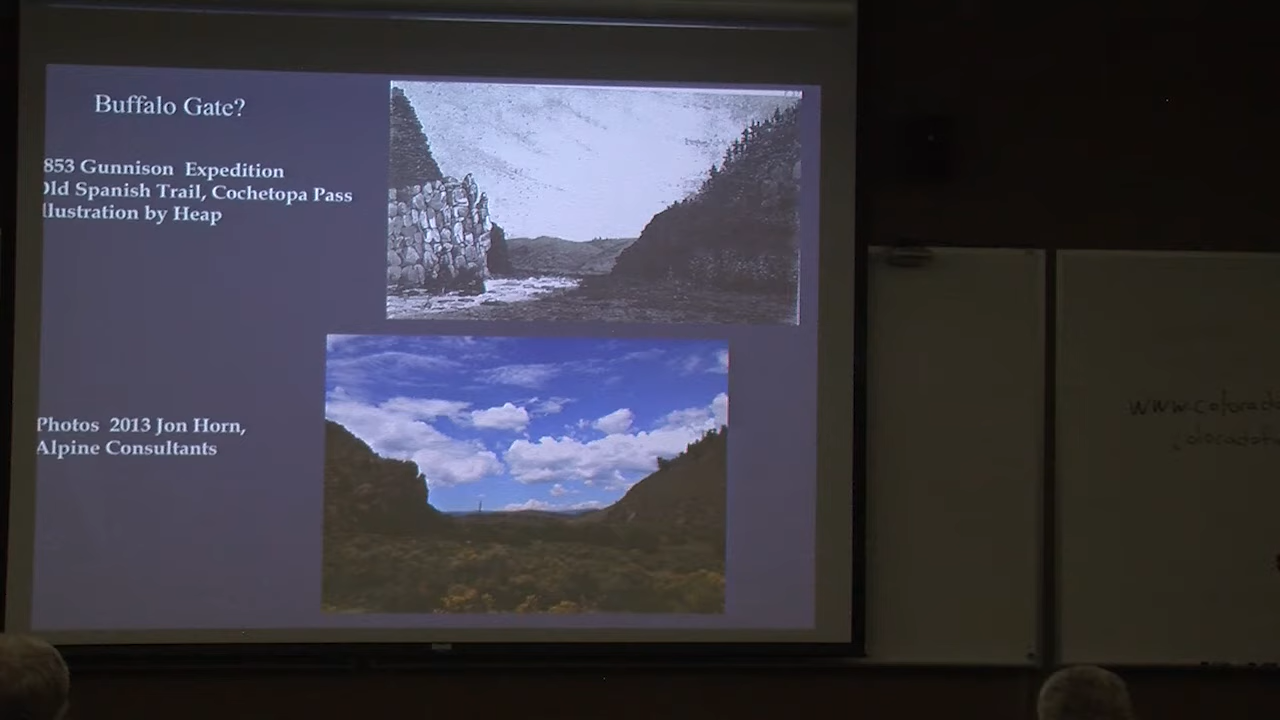 Buffalo Gate?
853 Gunnison Expedition
Old Spanish Trail, Cochetopa Pass
llustration by Heap
Photos 2013 Jon Horn,
Alpine Consultants